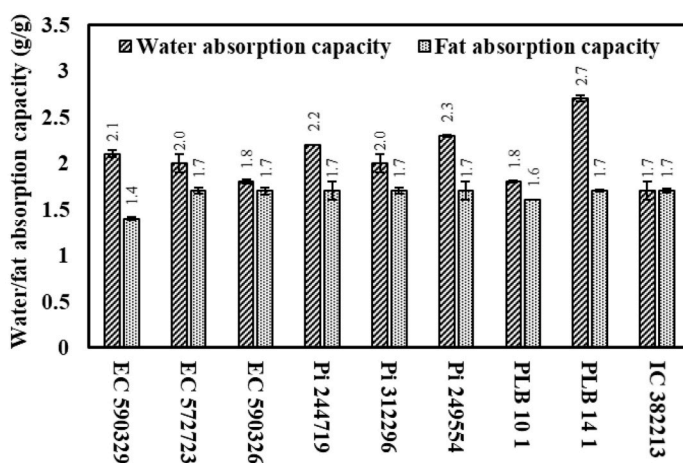 Water/fat absorption capacity (g/g)
3.5
3
2.5
2
1.5
1
0.5
0
Water absorption capacity
Fat absorption capacity
2.1
1.4
2.0
1.7
1.8
1.7
2.2
1.7
2.0
1.7
2.3
1.7
1.8
1.6
2.7
1.7
1.7
1.7
EC 590329
EC 572723
EC 590326
Pi 244719
Pi 312296
Pi 249554
PLB 10 1
PLB 14 1
IC 382213